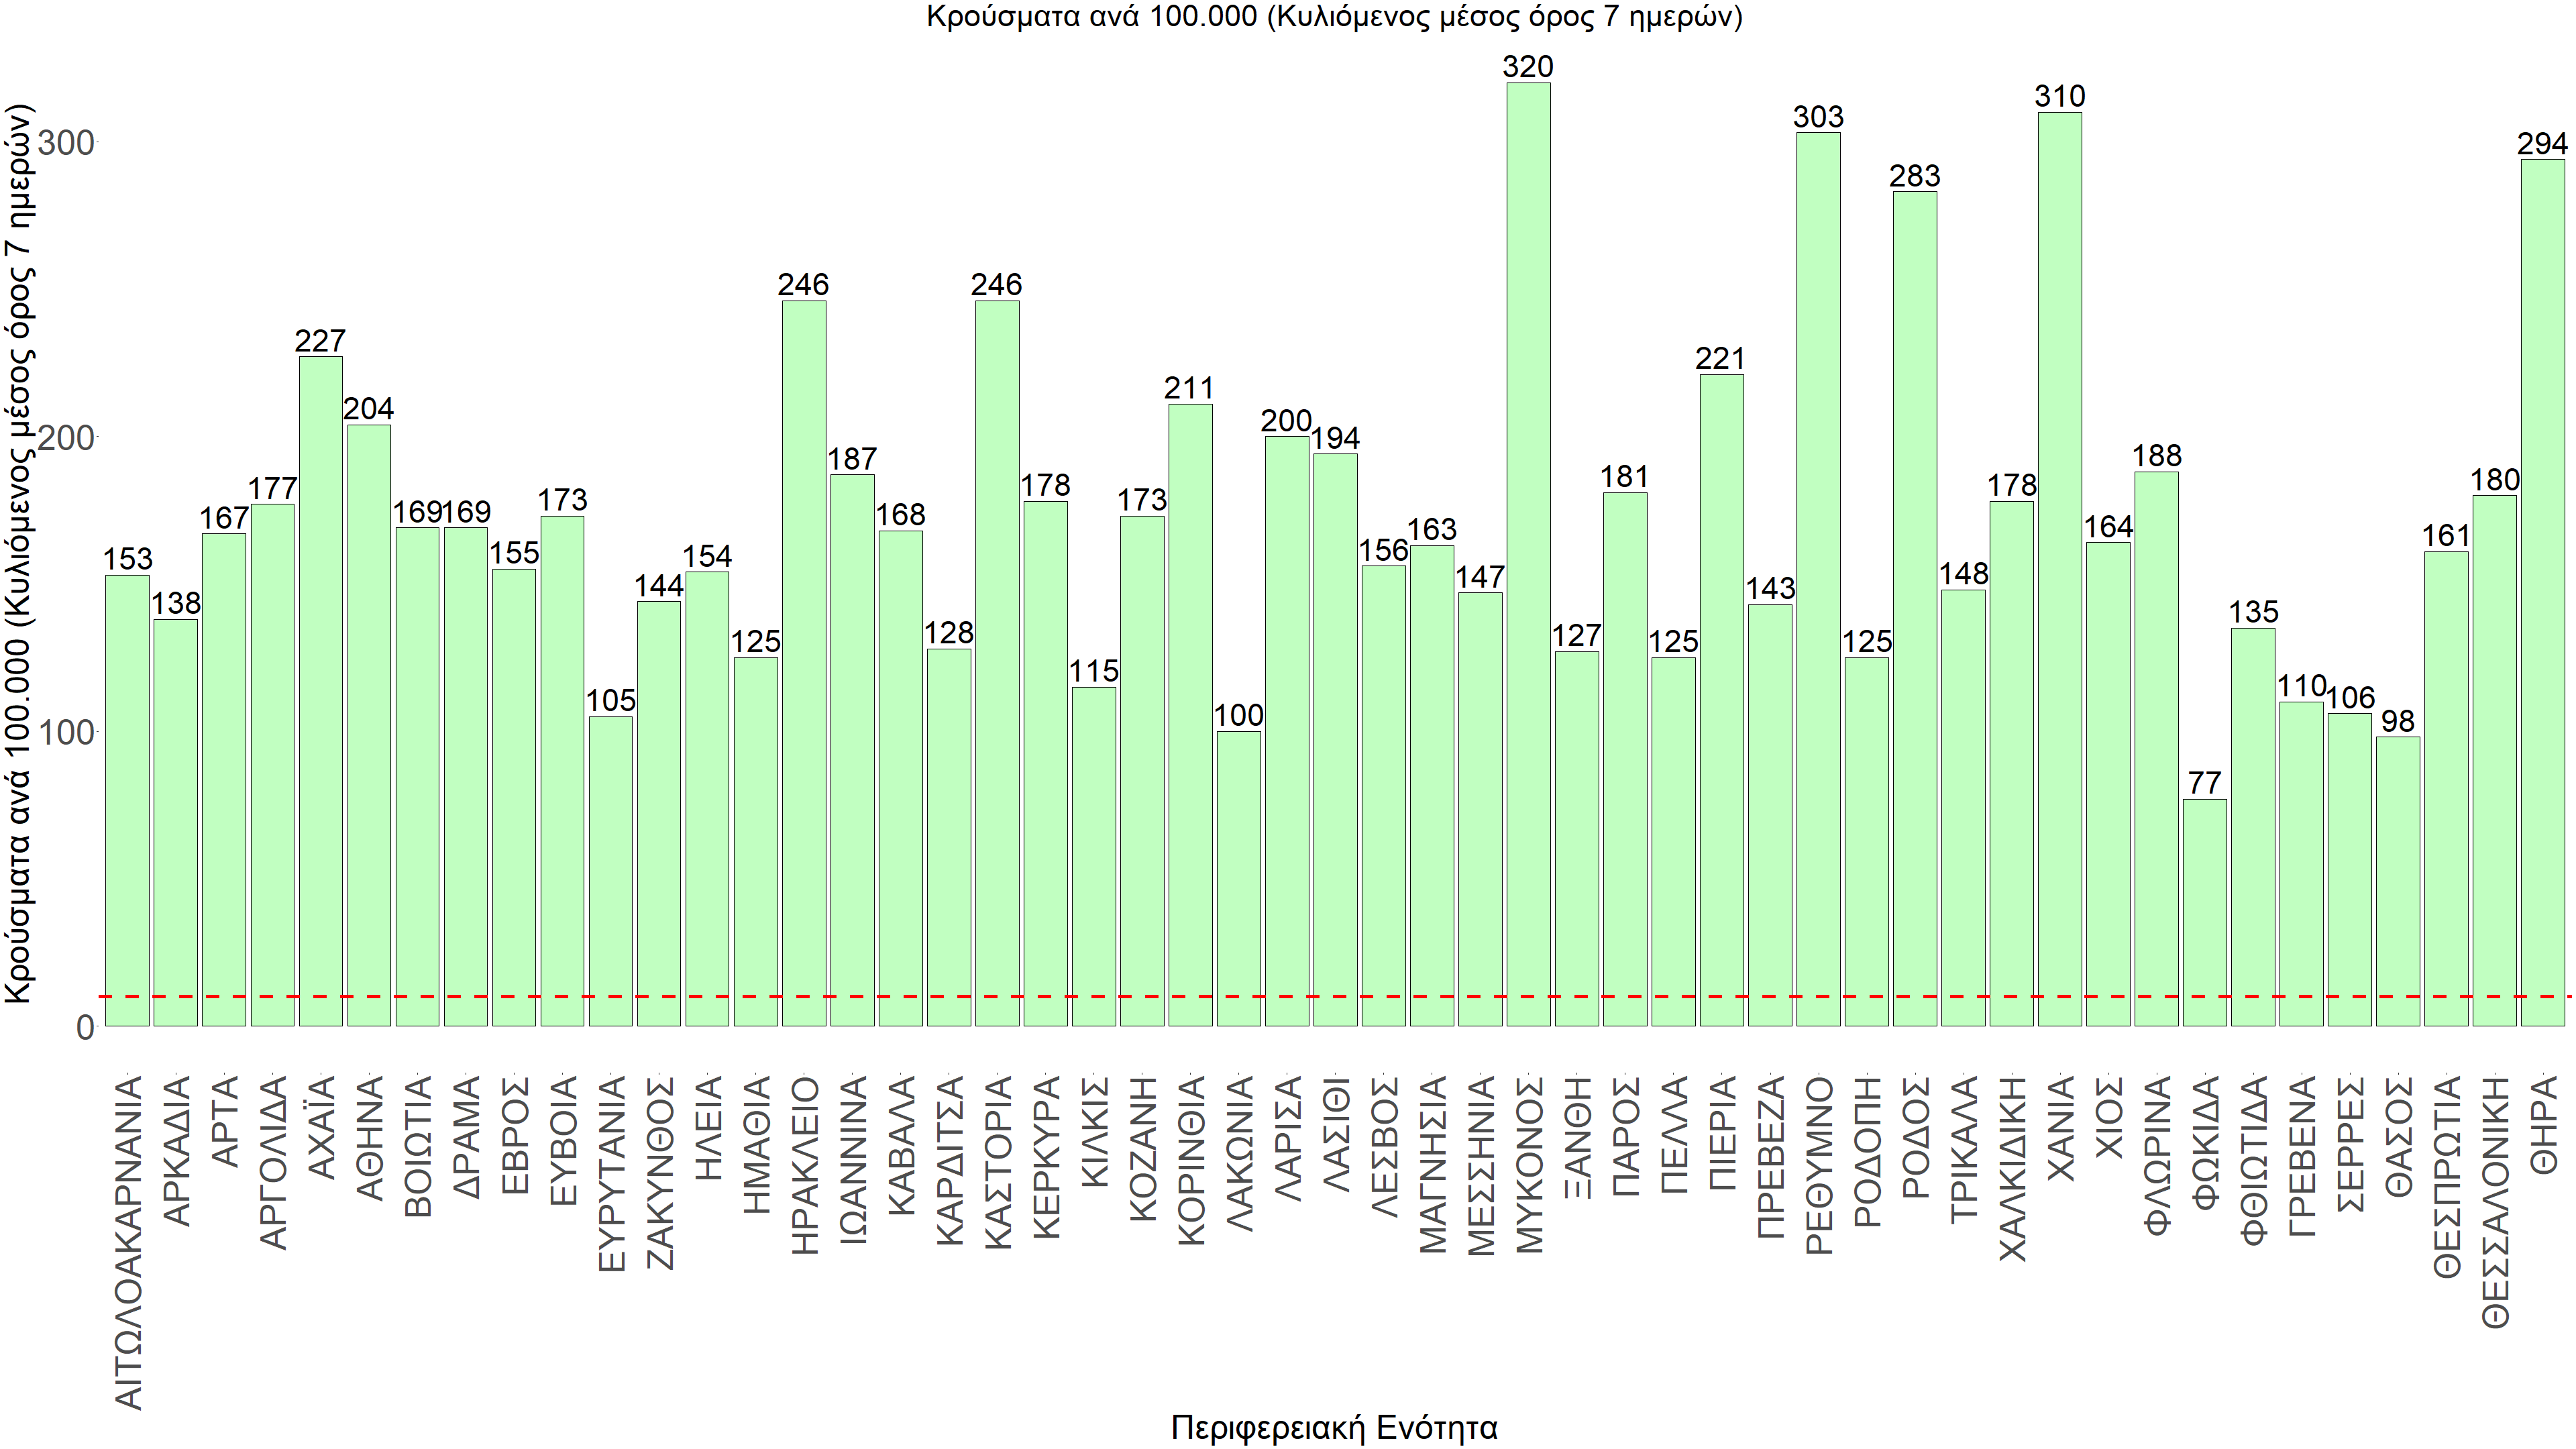 Κρούσματα ανά 100.000 (Κυλιόμενος μέσος όρος 7 ημερών)
Κρούσματα ανά 100.000 (Κυλιόμενος μέσος όρος 7 ημιερών)
300
200
100
0
153
138
167
177
227
204
169
169
155
173
105
144
154
125
246
187
168
128
246
178
115
173
211
100
200
194
156
163
147
320
127
181
125
221
143
303
125
283
148
178
310
164
188
77
135
110
106
98
161
180
294
ΑΙΤΩΛΟΑΚΑΡΝΑΝΙΑ
ΑΡΚΑΔΙΑ
ΑΡΤΑ
ΑΡΓΟΛΙΔΑ
ΑΧΑΪΑ
ΑΘΗΝΑ
ΒΟΙΩΤΙΑ
ΔΡΑΜΑ
ΕΒΡΟΣ
ΕΥΒΟΙΑ
ΕΥΡΥΤΑΝΙΑ
ΖΑΚΥΝΘΟΣ
ΗΛΕΙΑ
ΗΜΑΘΙΑ
ΗΡΑΚΛΕΙΟ
ΙΩΑΝΝΙΝΑ
ΚΑΒΑΛΑ
ΚΑΡΔΙΤΣΑ
ΚΑΣΤΟΡΙΑ
ΚΕΡΚΥΡΑ
ΚΙΛΚΙΣ
ΚΟΖΑΝΗ
ΚΟΡΙΝΘΙΑ
ΛΑΚΩΝΙΑ
ΛΑΡΙΣΑ
ΛΑΣΙΘΙ
ΛΕΣΒΟΣ
ΜΑΓΝΗΣΙΑ
ΜΕΣΣΗΝΙΑ
ΜΥΚΟΝΟΣ
ΞΑΝΘΗ
ΠΑΡΟΣ
ΠΕΛΛΑ
ΠΙΕΡΙΑ
ΠΡΕΒΕΖΑ
ΡΕΘΥΜΝΟ
ΡΟΔΟΠΗ
ΡΟΔΟΣ
ΤΡΙΚΑΛΑ
ΧΑΛΚΙΔΙΚΗ
ΧΑΝΙΑ
ΧΙΟΣ
ΦΛΩΡΙΝΑ
ΦΩΚΙΔΑ
ΦΘΙΩΤΙΔΑ
ΓΡΕΒΕΝΑ
ΣΕΡΡΕΣ
ΘΑΣΟΣ
ΘΕΣΠΡΩΤΙΑ
ΘΕΣΣΑΛΟΝΙΚΗ
ΘΗΡΑ
Περιφερειακή Ενότητα